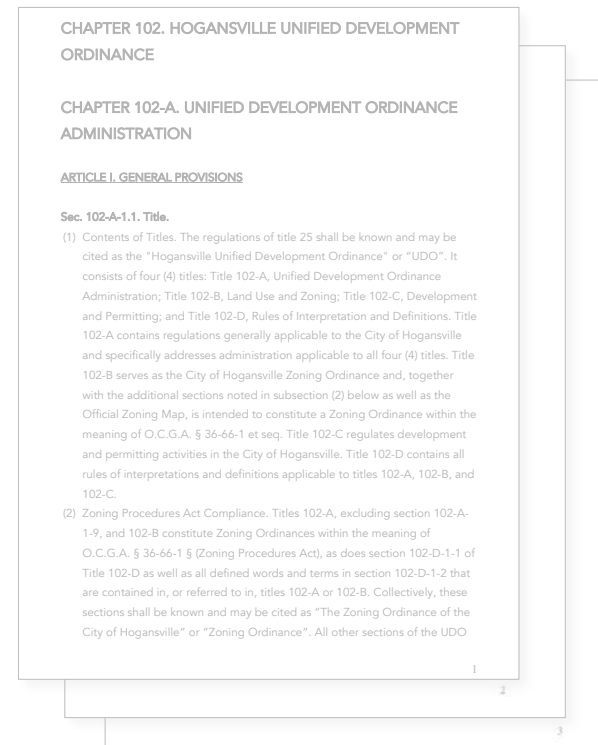 CHAPTER 102. HOGANSVILLE UNIFIED DEVELOPMENT
ORDINANCE
CHAPTER 102-A. UNIFIED DEVELOPMENT ORDINANCE
ADMINISTRATION
ARTICLE I. GENERAL PROVISIONS
Sec. 102-A-1.1. Title.
(1) Contents of Titles. The regulations of title 25 shall be known and may be
cited as the "Hogansville Unified Development Ordinance" or “UDO”. It
consists of four (4) titles: Title 102-A, Unified Development Ordinance
Administration; Title 102-B, Land Use and Zoning; Title 102-C, Development
and Permitting; and Title 102-D, Rules of Interpretation and Definitions. Title
102-A contains regulations generally applicable to the City of Hogansville
and specifically addresses administration applicable to all four (4) titles. Title
102-B serves as the City of Hogansville Zoning Ordinance and, together
with the additional sections noted in subsection (2) below as well as the
Official Zoning Map, is intended to constitute a Zoning Ordinance within the
meaning of O.C.G.A. § 36-66-1 et seq. Title 102-C regulates development
and permitting activities in the City of Hogansville. Title 102-D contains all
rules of interpretations and definitions applicable to titles 102-A, 102-B, and
102-C.
(2) Zoning Procedures Act Compliance. Titles 102-A, excluding section 102-A-
1-9, and 102-B constitute Zoning Ordinances within the meaning of
O.C.G.A. § 36-66-1 § (Zoning Procedures Act), as does section 102-D-1-1 of
Title 102-D as well as all defined words and terms in section 102-D-1-2 that
are contained in, or referred to in, titles 102-A or 102-B. Collectively, these
sections shall be known and may be cited as “The Zoning Ordinance of the
City of Hogansville” or “Zoning Ordinance”. All other sections of the UDO
1
2
3